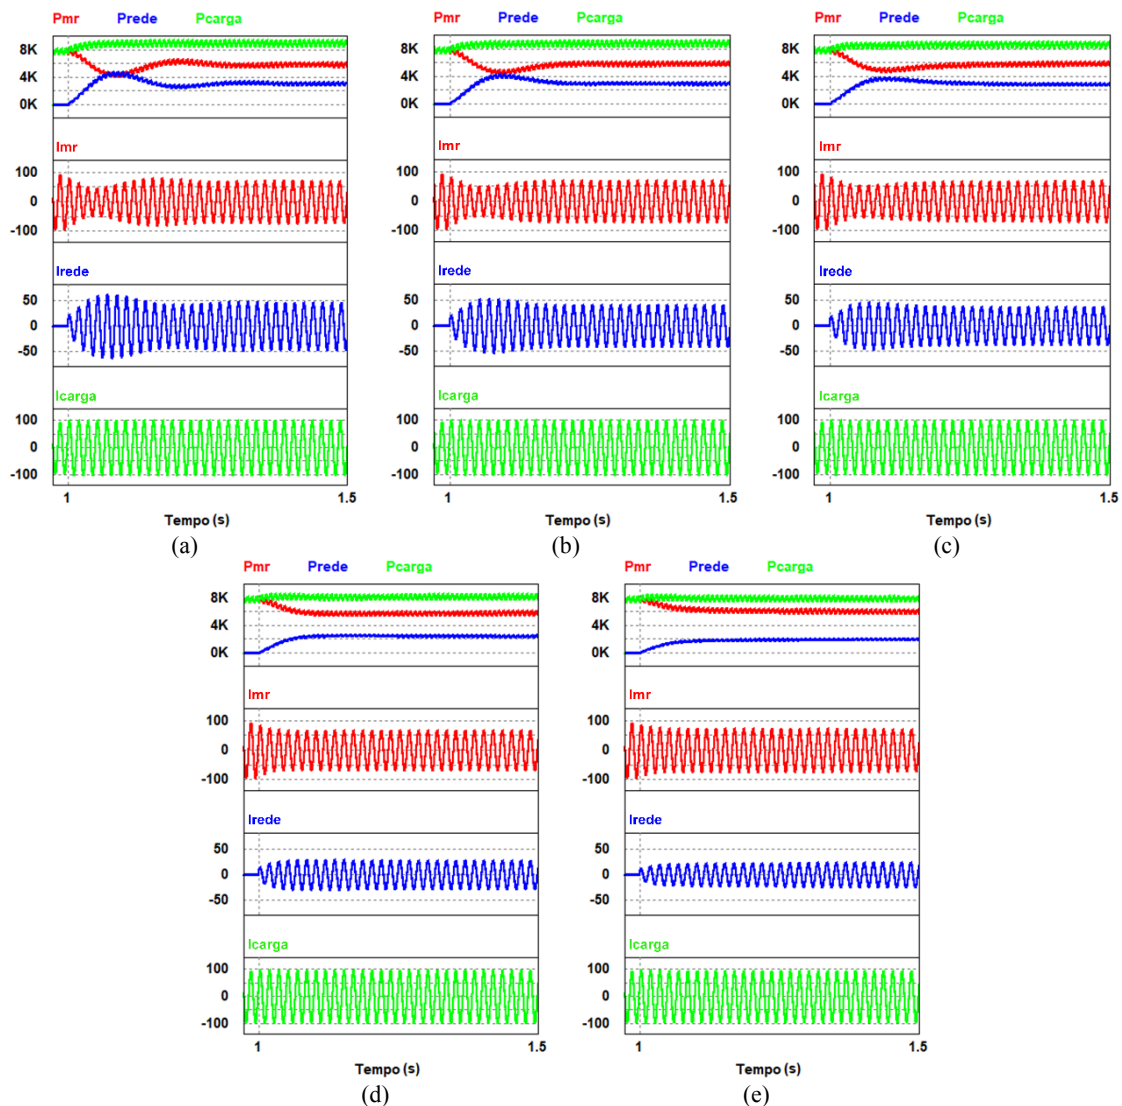 Pmr Prede Pcarga Pmr Prede Pcarga Pmr Prede Pcarga
8K 8K 8K
4K 4K 4K
0K 0K 0K
Imr Imr Imr
100 100 100
0 0 0
-100 -100 -100
Irede Irede Irede
50 50 50
0 0 0
-50 -50 -50
Icarga Icarga Icarga
100 100 100
0 0 0
-100 -100 -100
1 1.5 1 1.5 1 1.5
Tempo (s) Tempo (s) Tempo (s)
(a) (b) (c)
Pmr Prede Pcarga Pmr Prede Pcarga
8K 8K
4K 4K
0K 0K
Imr Imr
100 100
0 0
-100 -100
Irede Irede
50 50
0 0
-50 -50
Icarga Icarga
100 100
0 0
-100 -100
1 1.5 1 1.5
Tempo (s) Tempo (s)
(d) (e)